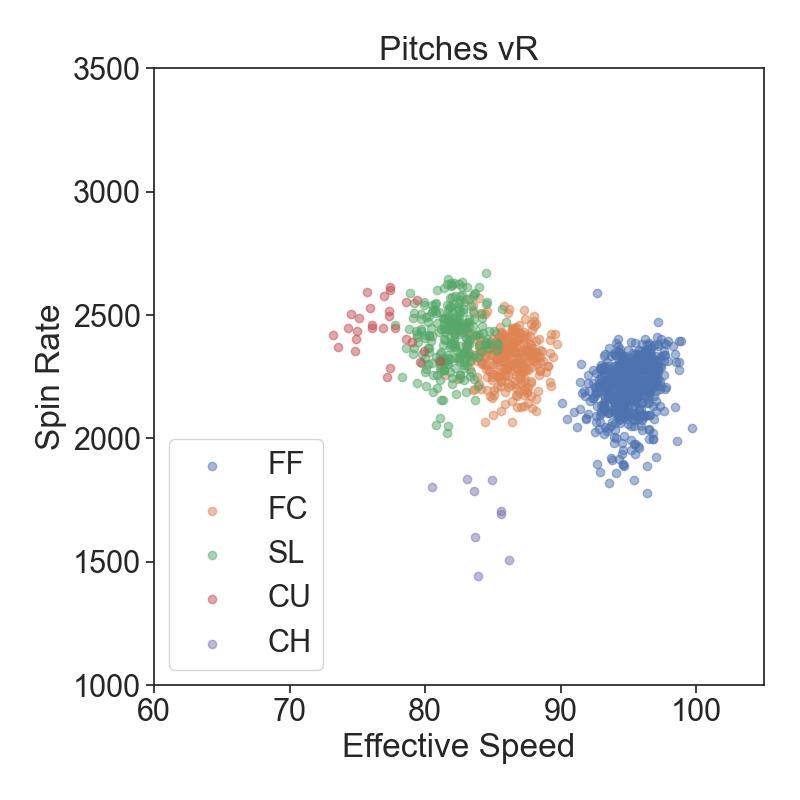 Pitches vR
3500
3000
2500
2000
1500
1000
Spin Rate
FF
FC
SL
CU
CH
60 70 80 90 100
Effective Speed